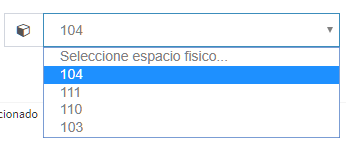 104
Seleccione espacio fisico...
104
111
cionado
110
103